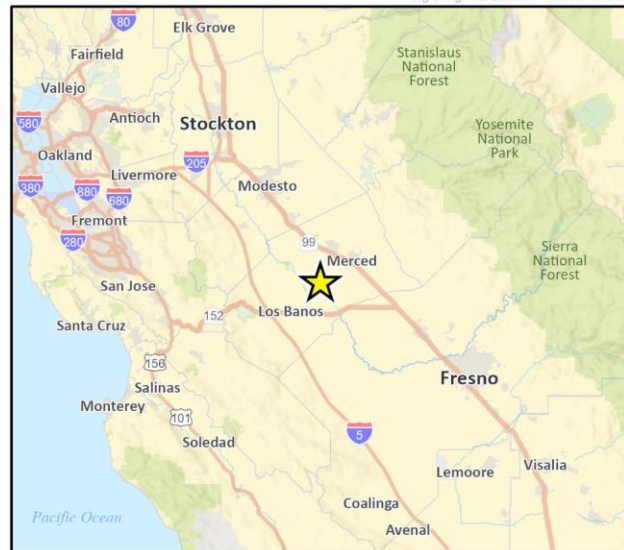 80
Elk Grove
Fairfield
Stanislaus
National
Forest
Vallejo
580
Antioch
Stockton
Yosemite
National
Park
Oakland
205
Livermore
380
880
680
Modesto
Fremont
280
99
Merced
Sierra
National
Forest
San Jose
152
Los Banos
Santa Cruz
156
Salinas
Fresno
Monterey
101
Soledad
5
Lemoore
Visalia
Coalinga
Pacific Ocean
Avenal